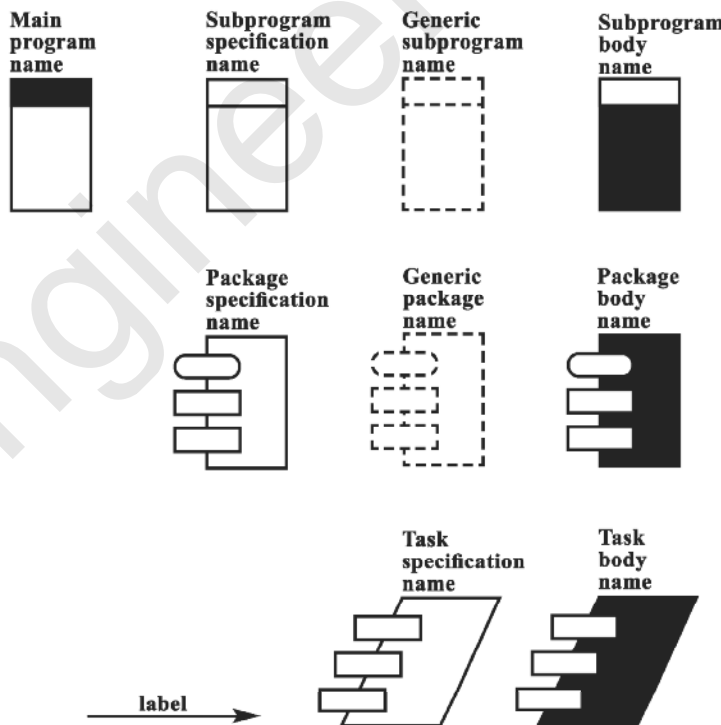 Main
program
name
Subprogram
specification
name
Generic
subprogram
name
Subprogram
body
name
Package
specification
name
Generic
package
name
Package
body
name
Task
specification
name
Task
body
name
label